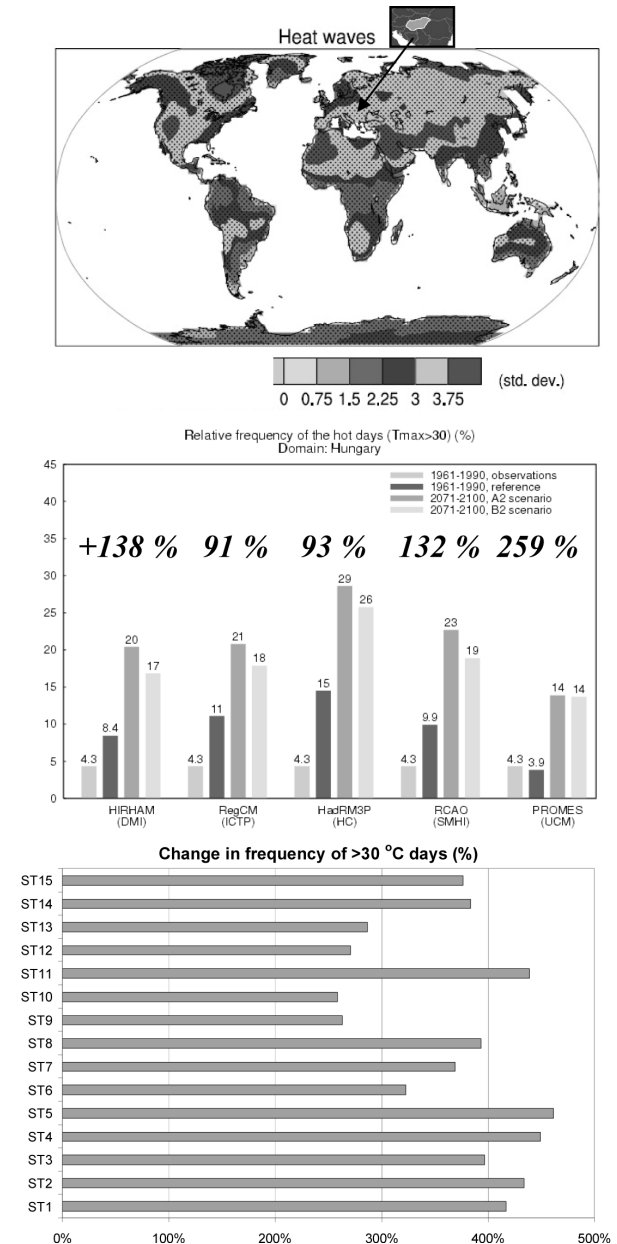 Heat waves
0 0.75 1.5 2.25 3 3.75
(std. dev.)
Relative frequency of the hot days (Tmax>30) (%)
Domain: Hungary
45
40
35
30
25
20
15
10
5
0
1961-1990, observations
1961-1990, reference
2071-2100, A2 scenario
2071-2100, B2 scenario
+138 % 91 % 93 % 132 % 259 %
4.3 8.4 20 17
4.3 11 21 18
4.3 15 29 26
4.3 9.9 23 19
4.3 3.9 14 14
HIRHAM RegCM HadRM3P RCAO PROMES
(DMI) (ICTP) (HC) (SMHI) (UCM)
Change in frequency of >30 °C days (%)
ST15
ST14
ST13
ST12
ST11
ST10
ST9
ST8
ST7
ST6
ST5
ST4
ST3
ST2
ST1
0% 100% 200% 300% 400% 500%